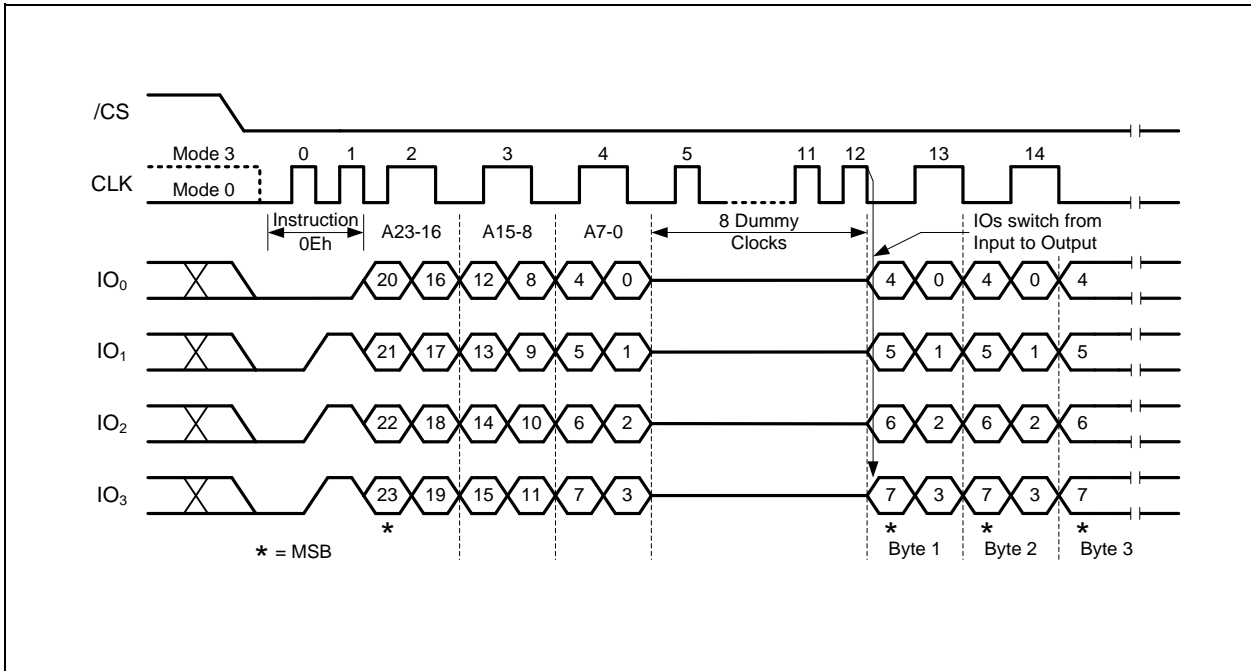 /CS
Mode 3 0 1 2 3 4 5 11 12 13 14
CLK Mode 0
Instruction 0Eh A23-16 A15-8 A7-0 8 Dummy Clocks IOs switch from Input to Output
IO₀ 20 16 12 8 4 0 4 0 4 0 4
IO₁ 21 17 13 9 5 1 5 1 5 1 5
IO₂ 22 18 14 10 6 2 6 2 6 2 6
IO₃ 23 19 15 11 7 3 7 3 7 3 7
* * * *
* = MSB Byte 1 Byte 2 Byte 3